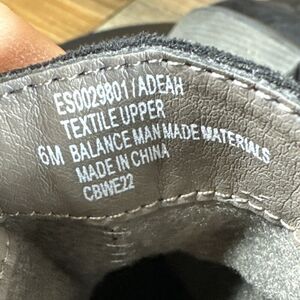 ES0029801/ADEAH
TEXTILE UPPER
6M BALANCE MAN MADE MATERIALS
MADE IN CHINA
CBWE22